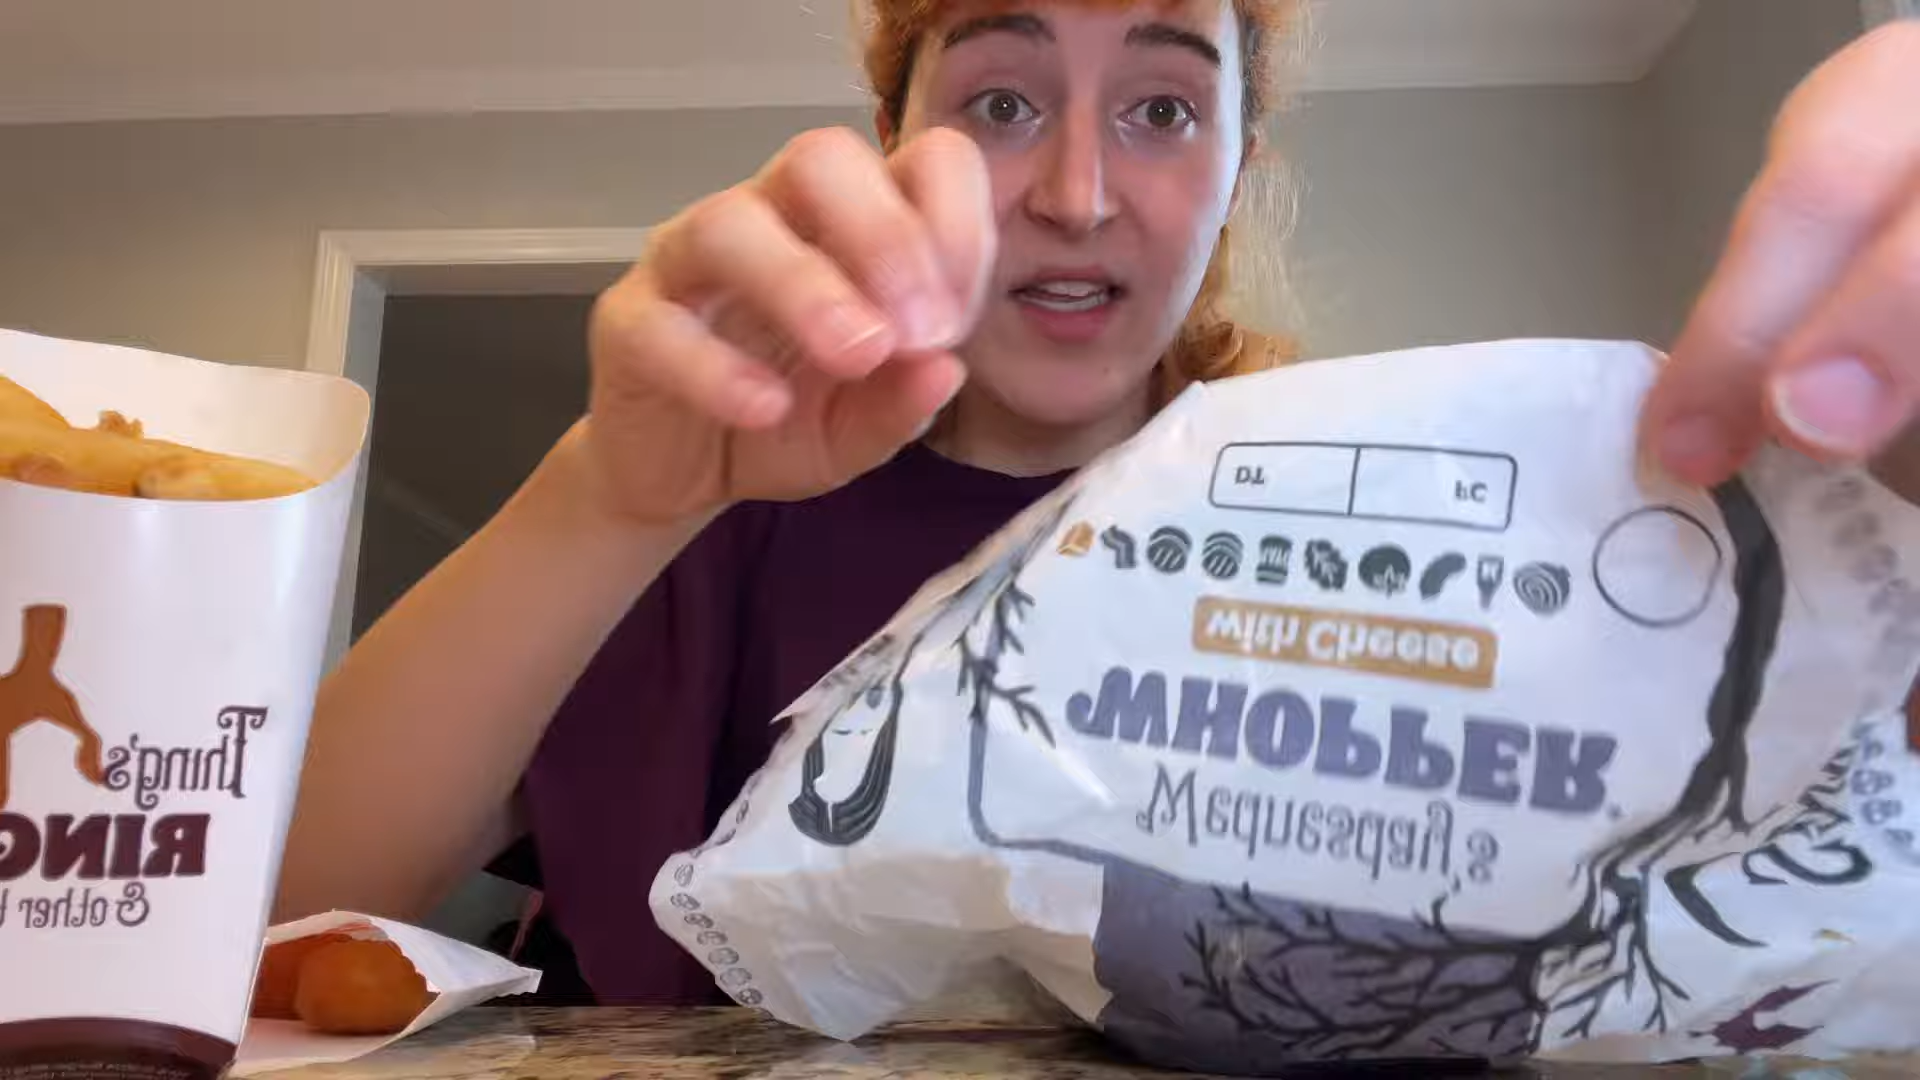 Thing's
RING
& other t
DT PC
with Cheese
WHOPPER
Wednesday's